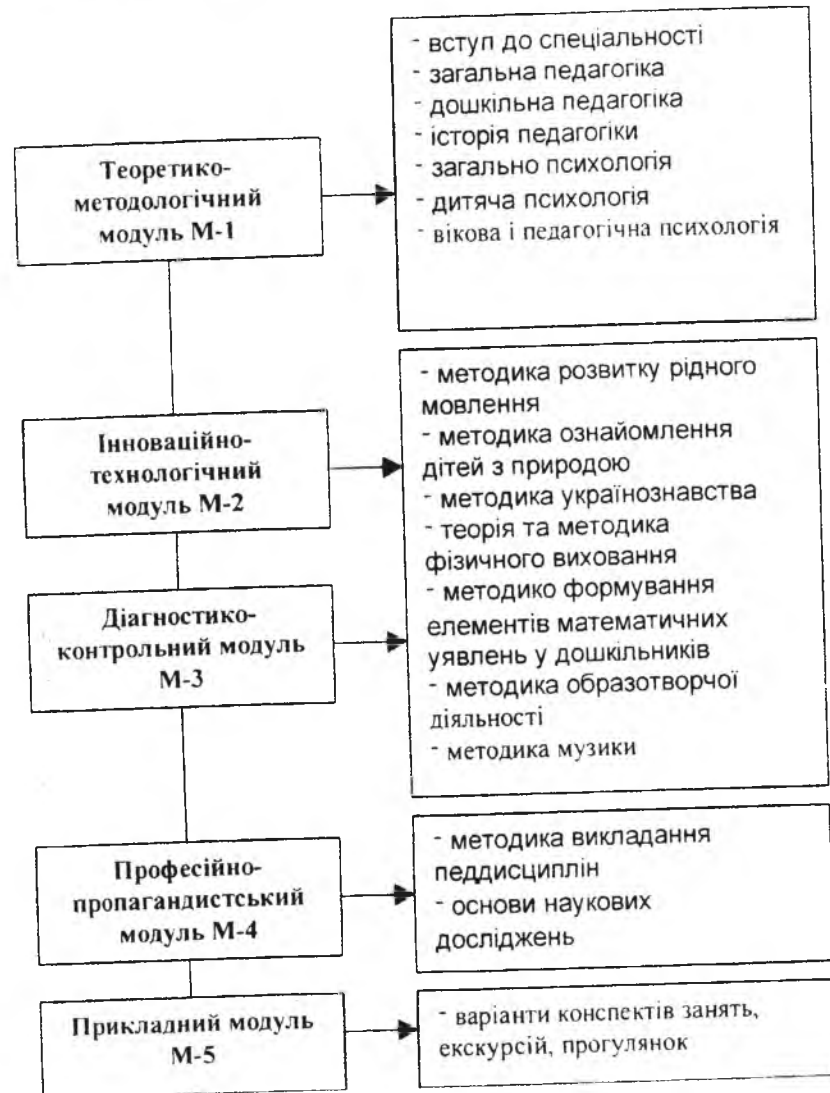 Теоретико-
методологічний
модуль М-1
- вступ до спеціальності
- загальна педагогіка
- дошкільна педагогіка
- історія педагогіки
- загально психологія
- дитяча психологія
- вікова і педагогічна психологія
Інноваційно-
технологічний
модуль М-2
Діагностико-
контрольний модуль
М-3
- методика розвитку рідного
мовлення
- методика ознайомлення
дітей з природою
- методика українознавства
- теорія та методика
фізичного виховання
- методико формування
елементів математичних
уявлень у дошкільників
- методика образотворчої
діяльності
- методика музики
Професійно-
пропагандистський
модуль М-4
- методика викладання
педдисциплін
- основи наукових
досліджень
Прикладний модуль
М-5
- варіанти конспектів занять,
екскурсій, прогулянок